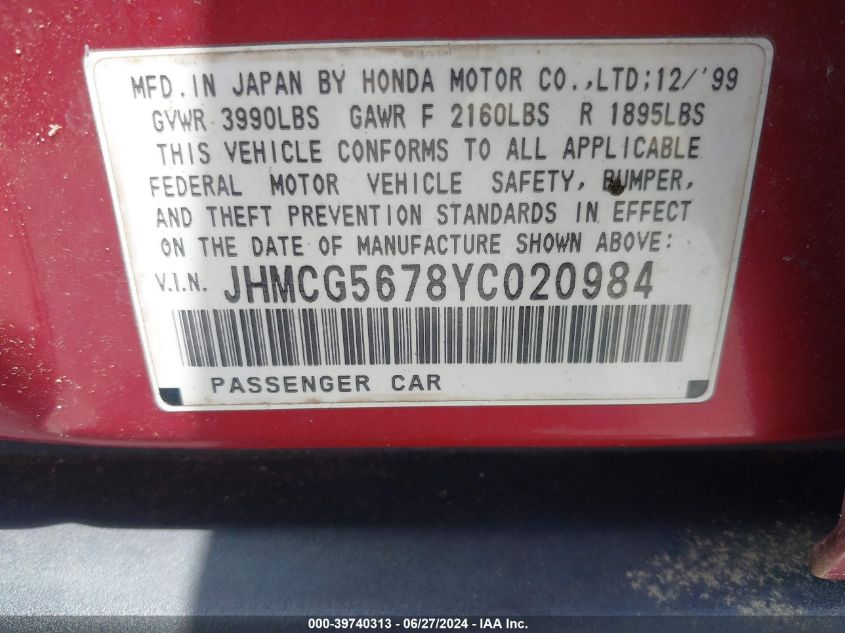 MFD.IN JAPAN BY HONDA MOTOR CO.,LTD;12/'99
GVWR 3990LBS GAWR F 2160LBS R 1895LBS
THIS VEHICLE CONFORMS TO ALL APPLICABLE
FEDERAL MOTOR VEHICLE SAFETY, BUMPER,
AND THEFT PREVENTION STANDARDS IN EFFECT
ON THE DATE OF MANUFACTURE SHOWN ABOVE:
V.I.N. JHMCG5678YC020984
PASSENGER CAR
000-39740313 - 06/27/2024 - IAA Inc.